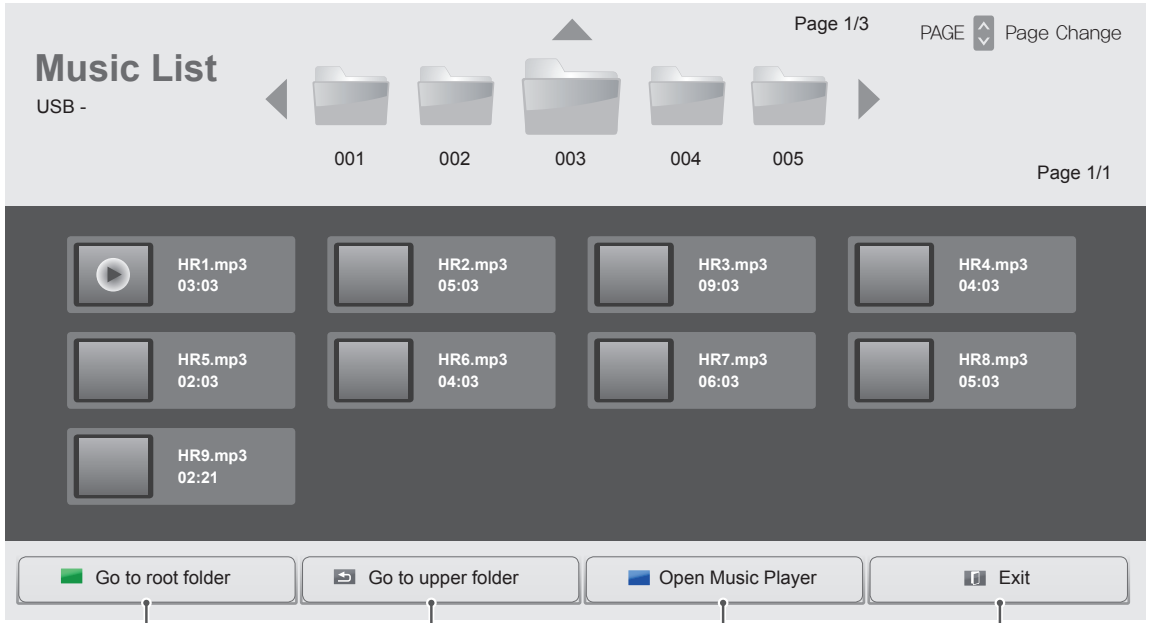 Page 1/3
PAGE Page Change
Music List
USB -
001 002 003 004 005
Page 1/1
HR1.mp3 HR2.mp3 HR3.mp3 HR4.mp3
03:03 05:03 09:03 04:03
HR5.mp3 HR6.mp3 HR7.mp3 HR8.mp3
02:03 04:03 06:03 05:03
HR9.mp3
02:21
Go to root folder Go to upper folder Open Music Player Exit